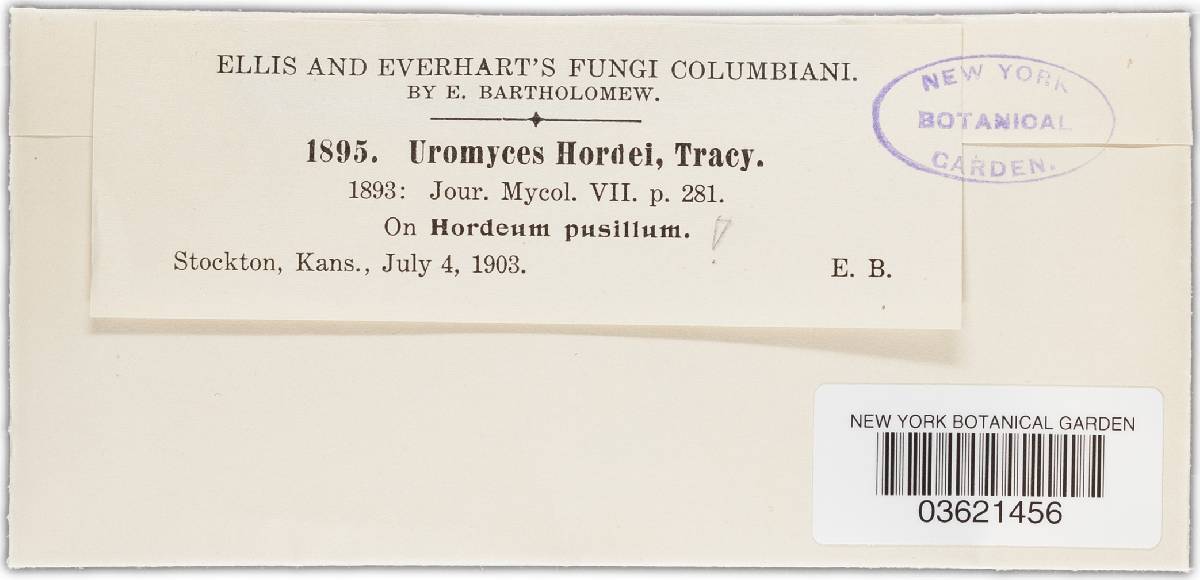 ELLIS AND EVERHART'S FUNGI COLUMBIANI.
BY E. BARTHOLOMEW.
1895. Uromyces Hordei, Tracy.
1893: Jour. Mycol. VII. p. 281.
On Hordeum pusillum.
Stockton, Kans., July 4, 1903.
E. B.
NEW YORK
BOTANICAL
GARDEN.
NEW YORK BOTANICAL GARDEN
03621456